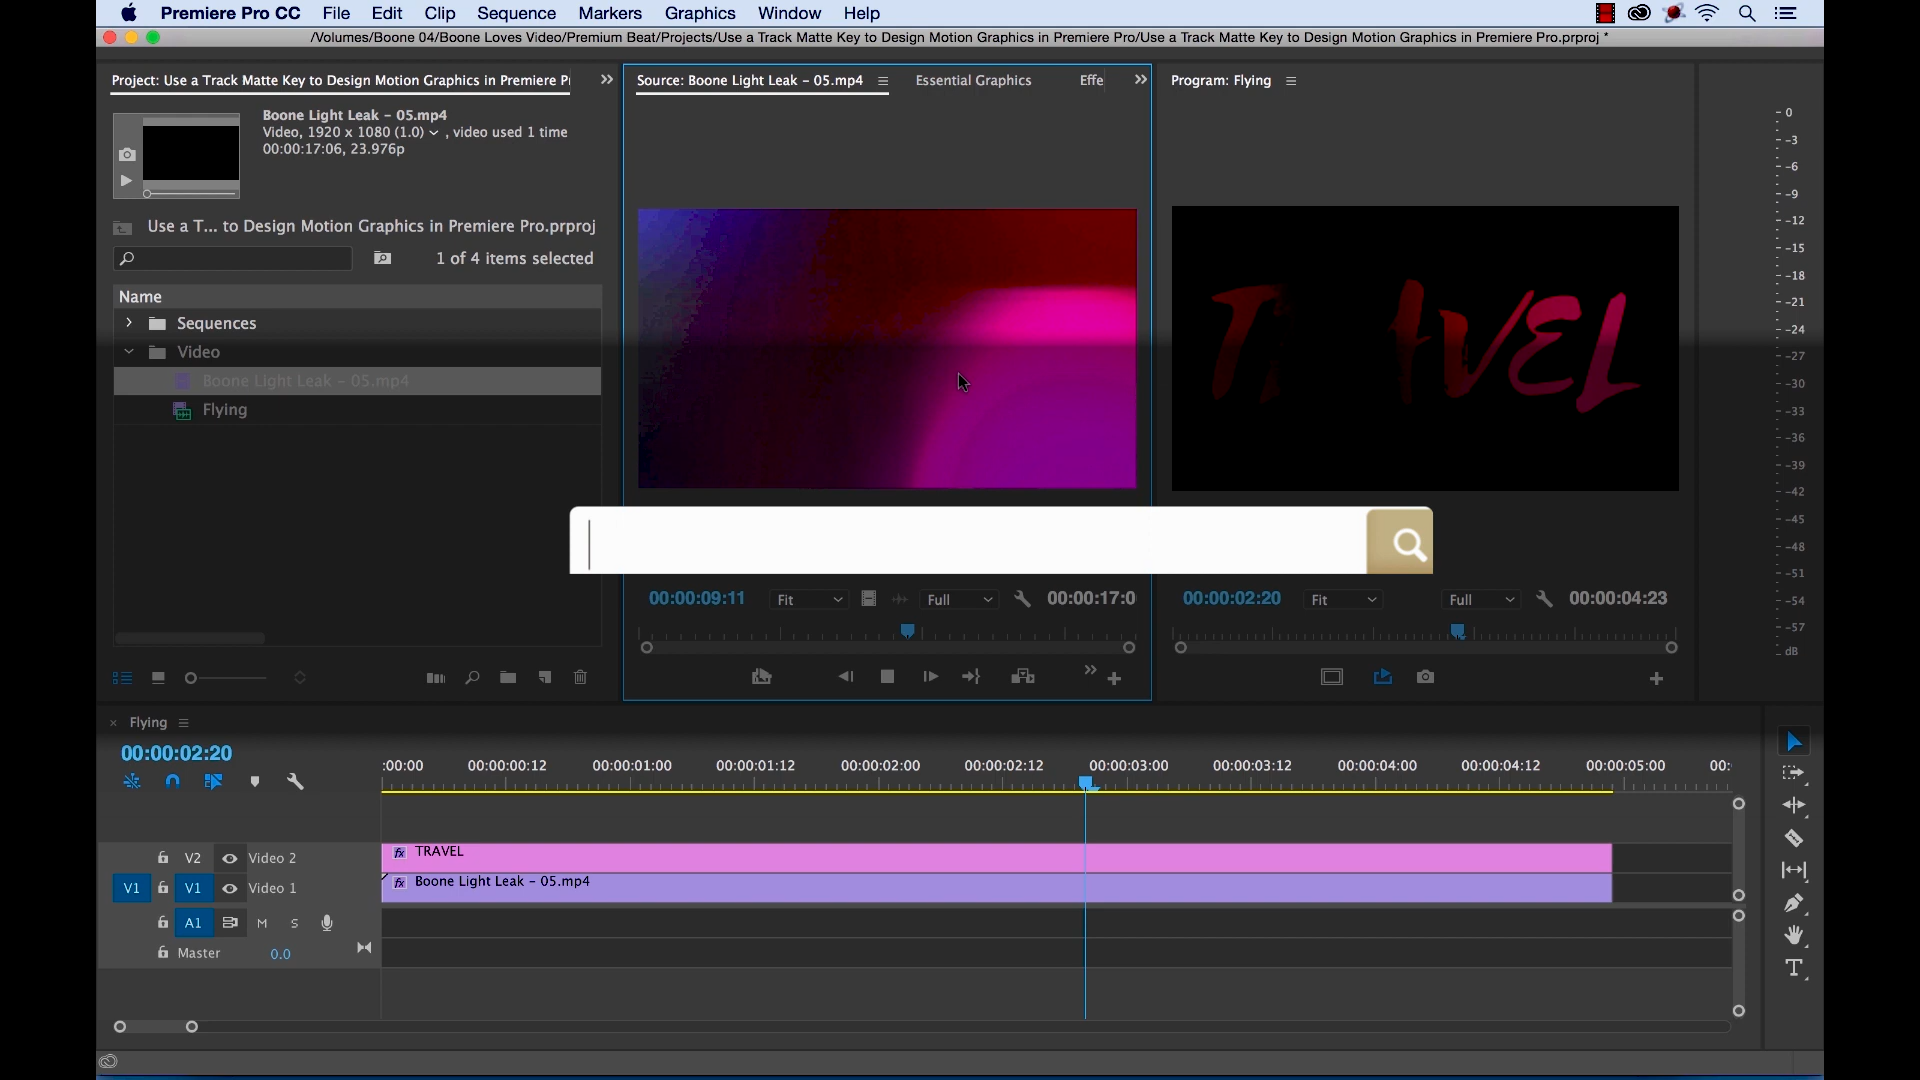 Premiere Pro CC File Edit Clip Sequence Markers Graphics Window Help
/Volumes/Boone 04/Boone Loves Video/Premium Beat/Projects/Use a Track Matte Key to Design Motion Graphics in Premiere Pro/Use a Track Matte Key to Design Motion Graphics in Premiere Pro.prproj *
Project: Use a Track Matte Key to Design Motion Graphics in Premiere P
Source: Boone Light Leak - 05.mp4 Essential Graphics Effe
Program: Flying
Boone Light Leak - 05.mp4
Video, 1920 x 1080 (1.0) , video used 1 time
00:00:17:06, 23.976p
Use a T... to Design Motion Graphics in Premiere Pro.prproj
1 of 4 items selected
Name
Sequences
Video
Boone Light Leak - 05.mp4
Flying
TRAVEL
0
-3
-6
-9
-12
-15
-18
-21
-24
-27
-30
-33
-36
-39
-42
-45
-48
-51
-54
-57
dB
00:00:09:11 Fit Full 00:00:17:0
00:00:02:20 Fit Full 00:00:04:23
Flying
00:00:02:20
:00:00 00:00:00:12 00:00:01:00 00:00:01:12 00:00:02:00 00:00:02:12 00:00:03:00 00:00:03:12 00:00:04:00 00:00:04:12 00:00:05:00 00:
V2 Video 2 fx TRAVEL
V1 V1 Video 1 fx Boone Light Leak - 05.mp4
A1 M S
Master 0.0